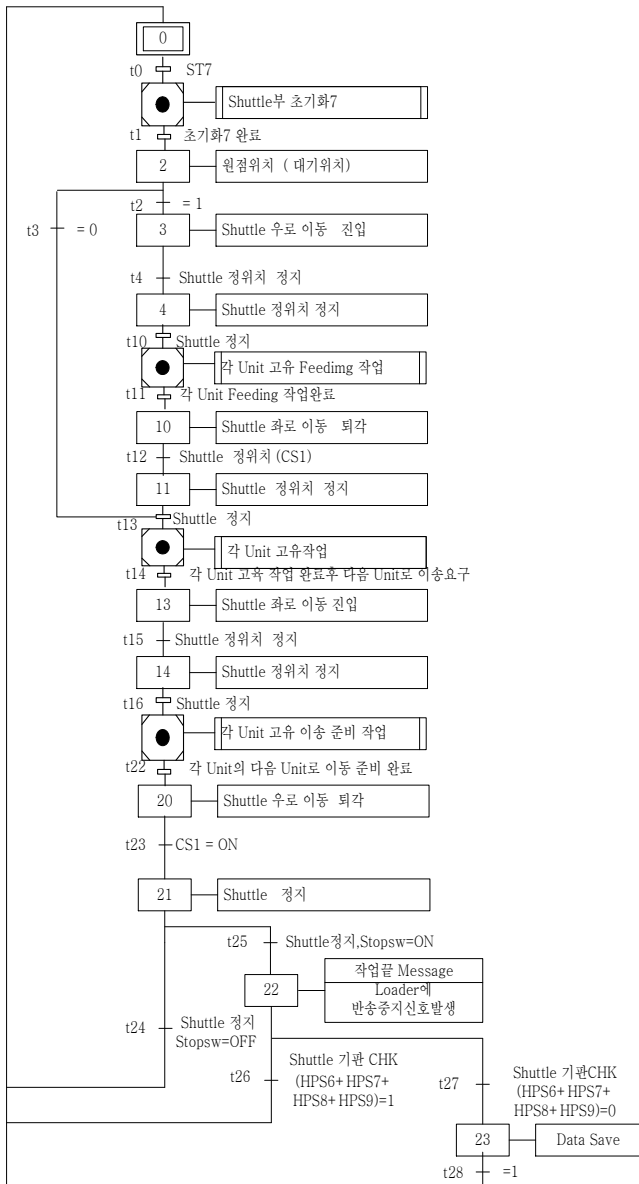 0
t0 ST7
Shuttle부 초기화7
t1 초기화7 완료
2 원점위치 ( 대기위치)
t2 = 1
t3 = 0
3 Shuttle 우로 이동 진입
t4 Shuttle 정위치 정지
4 Shuttle 정위치 정지
t10 Shuttle 정지
각 Unit 고유 Feedimg 작업
t11 각 Unit Feeding 작업완료
10 Shuttle 좌로 이동 퇴각
t12 Shuttle 정위치 (CS1)
11 Shuttle 정위치 정지
t13 Shuttle 정지
각 Unit 고유작업
t14 각 Unit 고육 작업 완료후 다음 Unit로 이송요구
13 Shuttle 좌로 이동 진입
t15 Shuttle 정위치 정지
14 Shuttle 정위치 정지
t16 Shuttle 정지
각 Unit 고유 이송 준비 작업
t22 각 Unit의 다음 Unit로 이동 준비 완료
20 Shuttle 우로 이동 퇴각
t23 CS1 = ON
21 Shuttle 정지
t25 Shuttle정지,Stopsw=ON
22 작업끝 Message
Loader에
반송중지신호발생
t24 Shuttle 정지
Stopsw=OFF
t26 Shuttle 기판 CHK
(HPS6+HPS7+
HPS8+HPS9)=1
t27 Shuttle 기판CHK
(HPS6+HPS7+
HPS8+HPS9)=0
23 Data Save
t28 =1